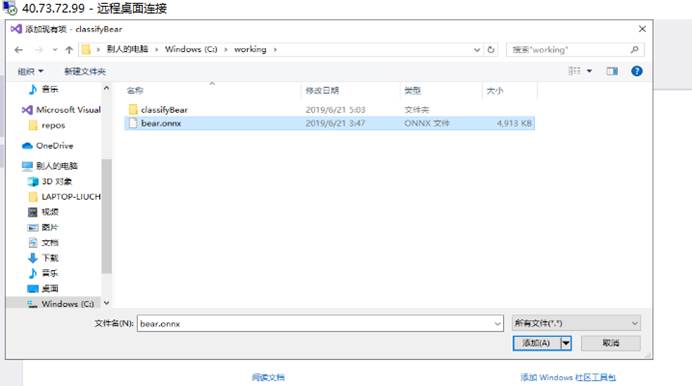 40.73.72.99 - 远程桌面连接
添加现有项 - classifyBear
别人的电脑 > Windows (C:) > working >
搜索"working"
组织
新建文件夹
名称 修改日期 类型 大小
classifyBear 2019/6/21 5:03 文件夹
bear.onnx 2019/6/21 3:47 ONNX 文件 4,913 KB
音乐
Microsoft Visual
repos
OneDrive
别人的电脑
3D 对象
LAPTOP-LIUCH
视频
图片
文档
下载
音乐
桌面
Windows (C:)
文件名(N): bear.onnx
所有文件(*.*)
添加(A) 取消
阅读文档
添加 Windows 社区工具包